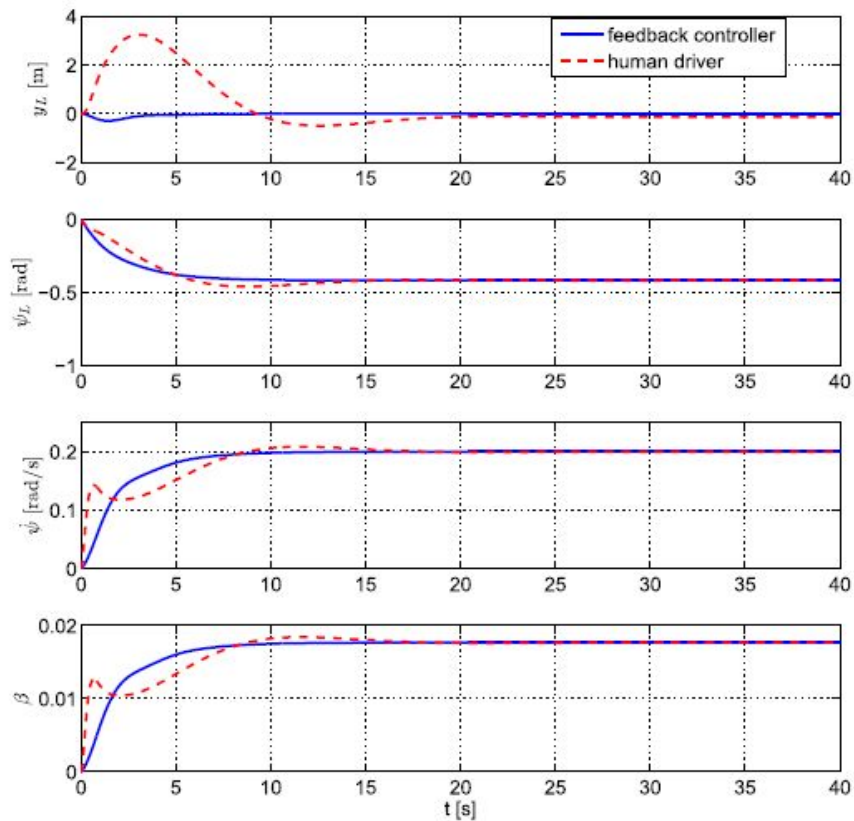 4
2
0
−2
y_L [m]
feedback controller
human driver
0 5 10 15 20 25 30 35 40
0
−0.5
−1
ψ_L [rad]
0 5 10 15 20 25 30 35 40
0.2
0.1
0
ψ̇ [rad/s]
0 5 10 15 20 25 30 35 40
0.02
0.01
0
β
0 5 10 15 20 25 30 35 40
t [s]